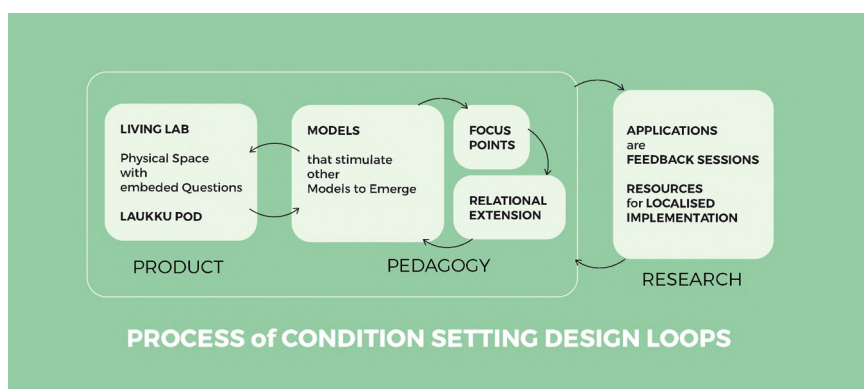 LIVING LAB
Physical Space
with
embeded Questions
LAUKKU POD
PRODUCT
MODELS
that stimulate
other
Models to Emerge
FOCUS
POINTS
RELATIONAL
EXTENSION
PEDAGOGY
APPLICATIONS
are
FEEDBACK SESSIONS
RESOURCES
for LOCALISED
IMPLEMENTATION
RESEARCH
PROCESS of CONDITION SETTING DESIGN LOOPS